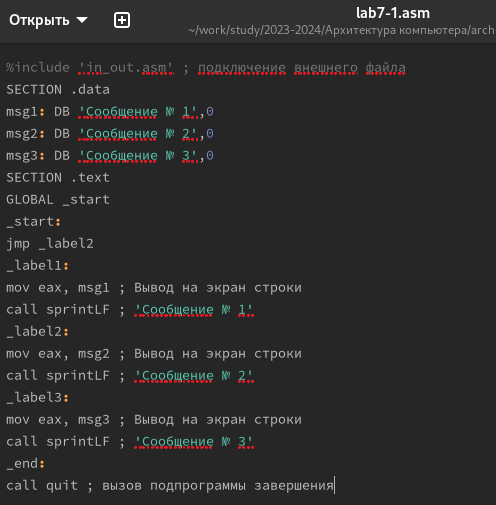 Открыть
lab7-1.asm
~/work/study/2023-2024/Архитектура компьютера/arch
%include 'in_out.asm' ; подключение внешнего файла
SECTION .data
msg1: DB 'Сообщение № 1',0
msg2: DB 'Сообщение № 2',0
msg3: DB 'Сообщение № 3',0
SECTION .text
GLOBAL _start
_start:
jmp _label2
_label1:
mov eax, msg1 ; Вывод на экран строки
call sprintLF ; 'Сообщение № 1'
_label2:
mov eax, msg2 ; Вывод на экран строки
call sprintLF ; 'Сообщение № 2'
_label3:
mov eax, msg3 ; Вывод на экран строки
call sprintLF ; 'Сообщение № 3'
_end:
call quit ; вызов подпрограммы завершения